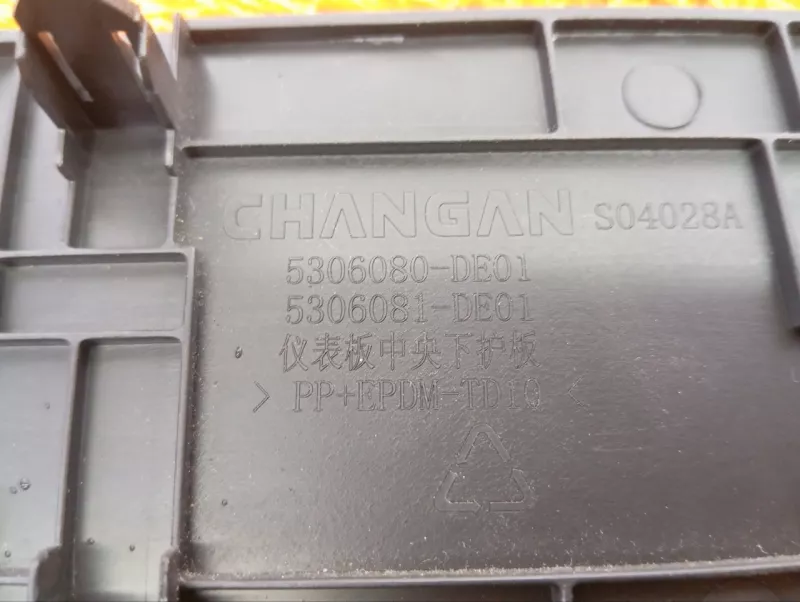 CHANGAN S04028A
5306080-DE01
5306081-DE01
仪表板中央下护板
> PP+EPDM-TD10 <